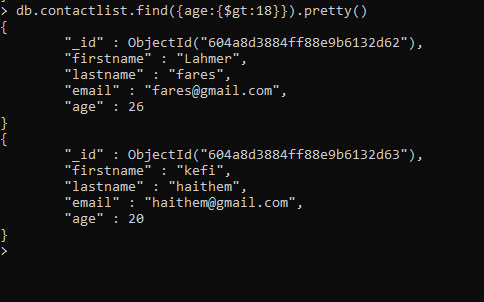 > db.contactlist.find({age:{$gt:18}}).pretty()
{
        "_id" : ObjectId("604a8d3884ff88e9b6132d62"),
        "firstname" : "Lahmer",
        "lastname" : "fares",
        "email" : "fares@gmail.com",
        "age" : 26
}
{
        "_id" : ObjectId("604a8d3884ff88e9b6132d63"),
        "firstname" : "kefi",
        "lastname" : "haithem",
        "email" : "haithem@gmail.com",
        "age" : 20
}
>